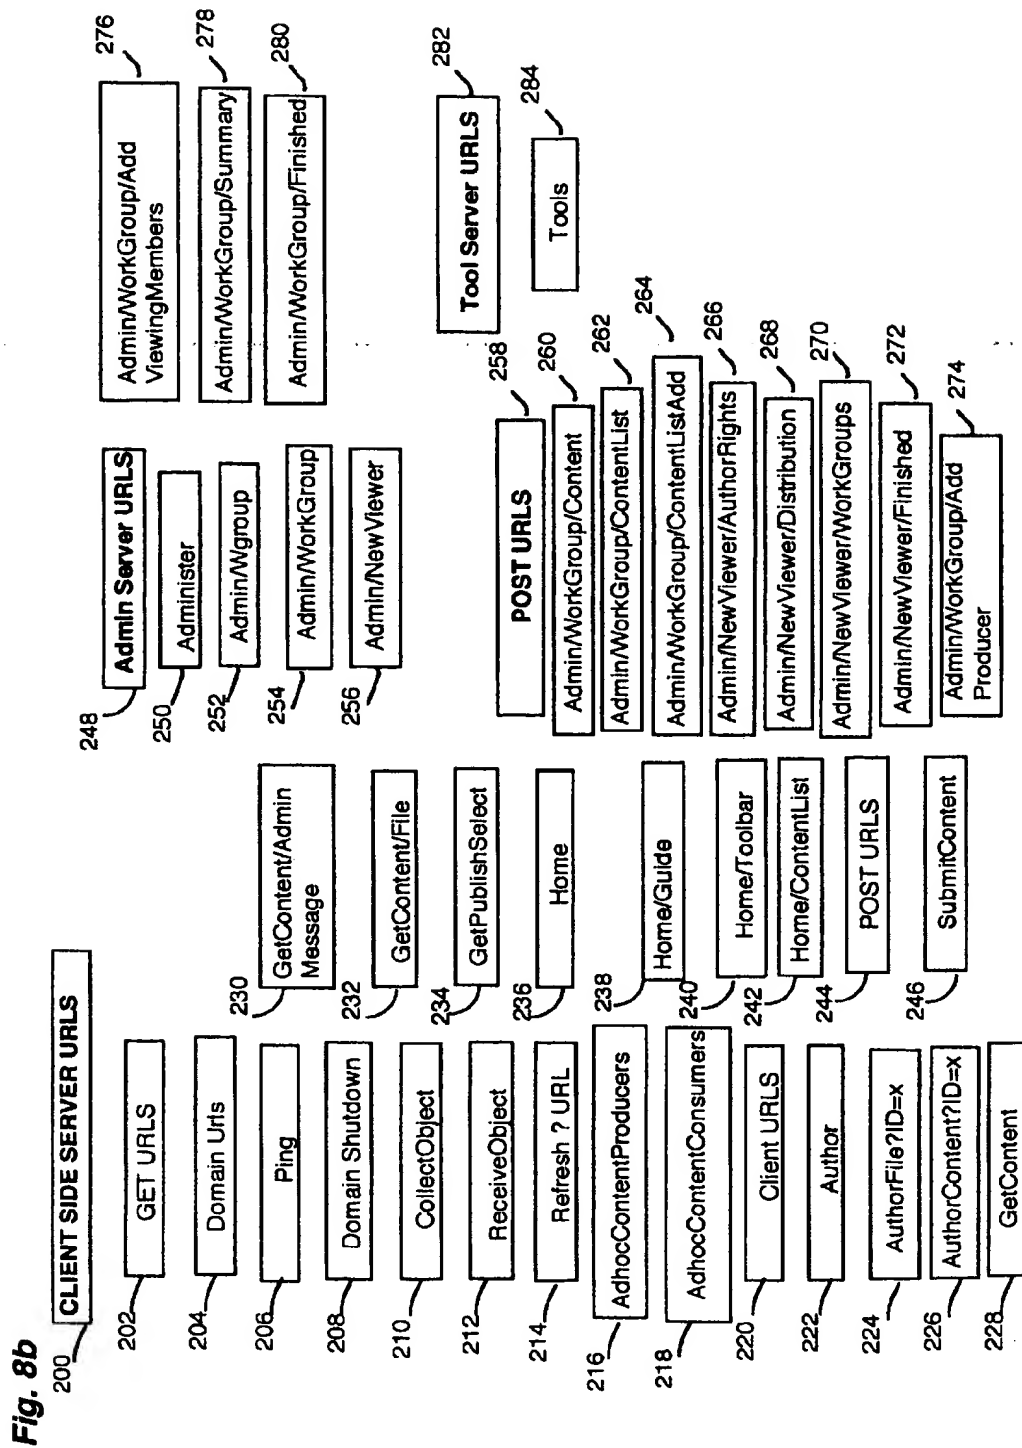 Fig. 8b
200
CLIENT SIDE SERVER URLS
202
GET URLS
204
Domain Urls
206
Ping
208
Domain Shutdown
210
CollectObject
212
ReceiveObject
214
Refresh ? URL
216
AdhocContentProducers
218
AdhocContentConsumers
220
Client URLS
222
Author
224
AuthorFile?ID=x
226
AuthorContent?ID=x
228
GetContent
230
GetContent/Admin
Message
232
GetContent/File
234
GetPublishSelect
236
Home
238
Home/Guide
240
Home/Toolbar
242
Home/ContentList
244
POST URLS
246
SubmitContent
248
Admin Server URLS
250
Administer
252
Admin/Wgroup
254
Admin/WorkGroup
256
Admin/NewViewer
258
POST URLS
260
Admin/WorkGroup/Content
262
Admin/WorkGroup/ContentList
264
Admin/WorkGroup/ContentListAdd
266
Admin/NewViewer/AuthorRights
268
Admin/NewViewer/Distribution
270
Admin/NewViewer/WorkGroups
272
Admin/NewViewer/Finished
274
Admin/WorkGroup/Add
Producer
276
Admin/WorkGroup/Add
ViewingMembers
278
Admin/WorkGroup/Summary
280
Admin/WorkGroup/Finished
282
Tool Server URLS
284
Tools